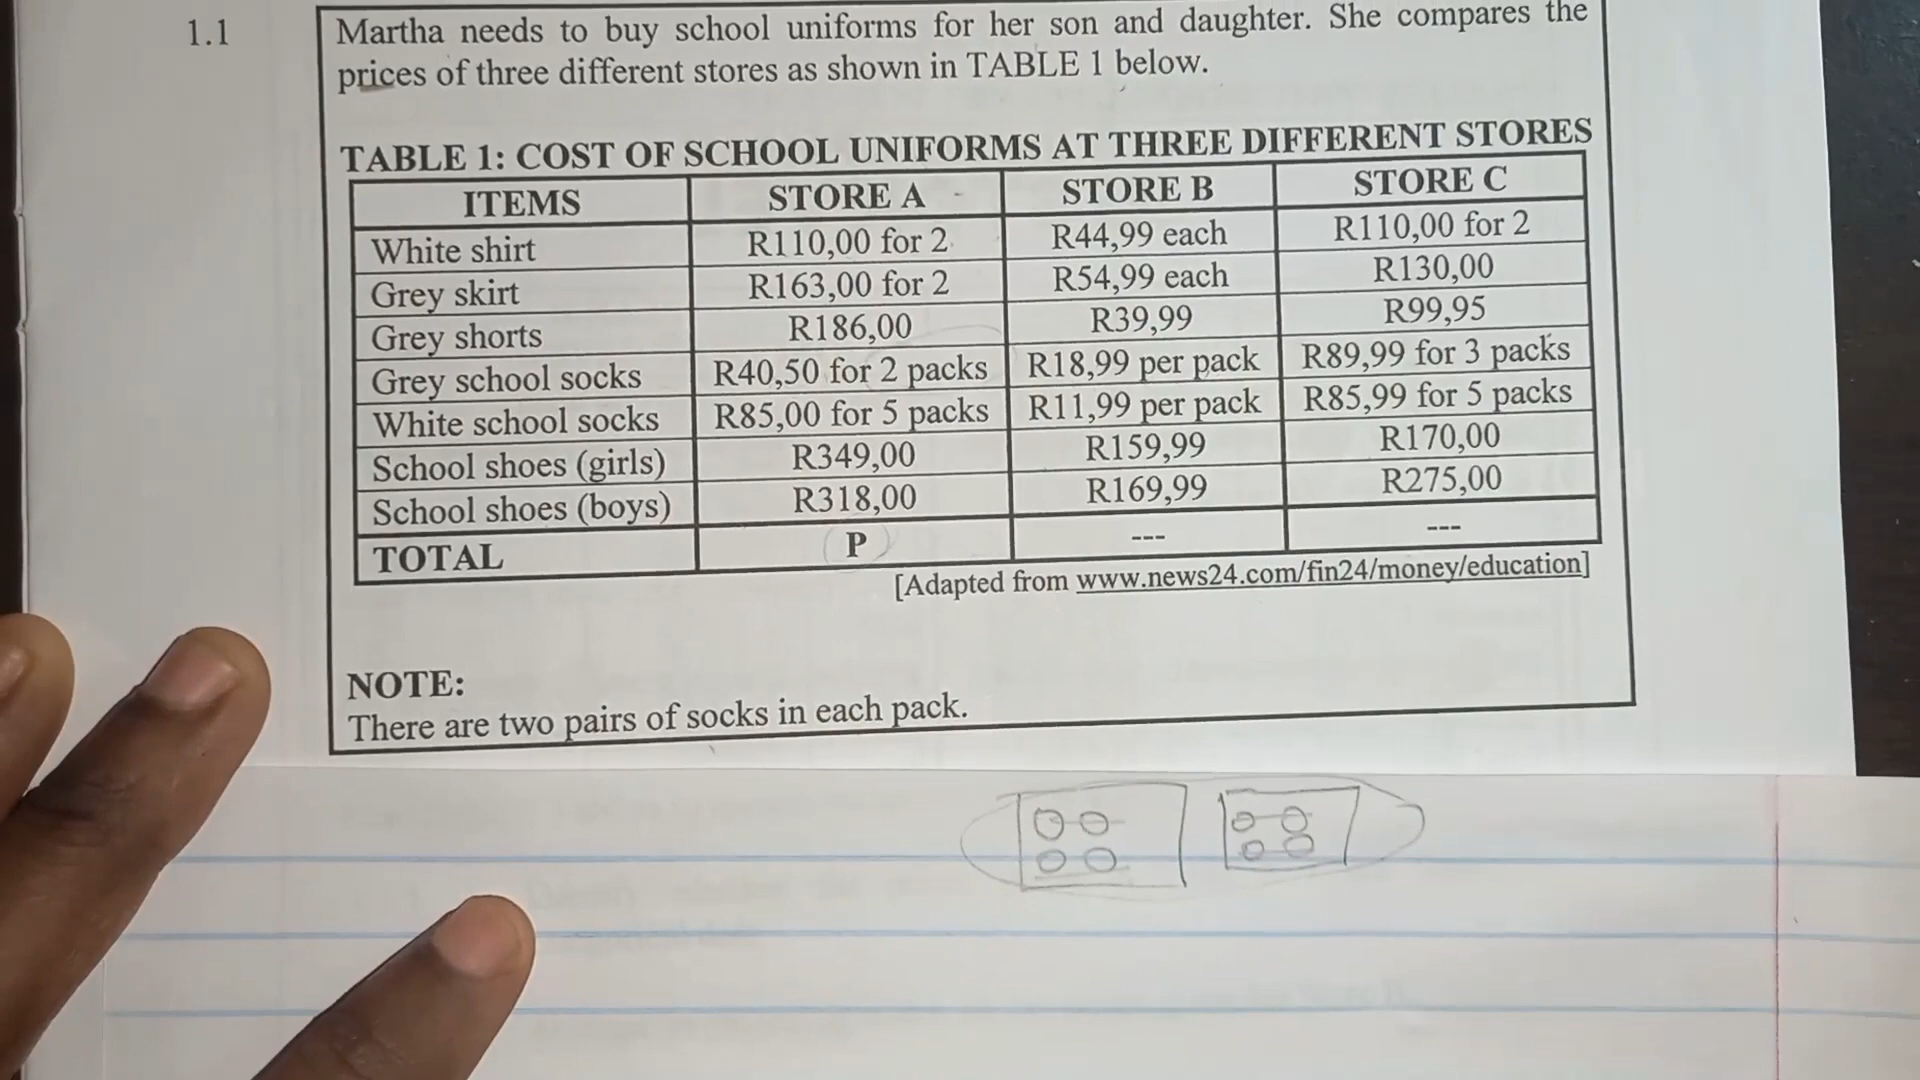 1.1
Martha needs to buy school uniforms for her son and daughter. She compares the
prices of three different stores as shown in TABLE 1 below.
TABLE 1: COST OF SCHOOL UNIFORMS AT THREE DIFFERENT STORES
ITEMS STORE A STORE B STORE C
White shirt R110,00 for 2 R44,99 each R110,00 for 2
Grey skirt R163,00 for 2 R54,99 each R130,00
Grey shorts R186,00 R39,99 R99,95
Grey school socks R40,50 for 2 packs R18,99 per pack R89,99 for 3 packs
White school socks R85,00 for 5 packs R11,99 per pack R85,99 for 5 packs
School shoes (girls) R349,00 R159,99 R170,00
School shoes (boys) R318,00 R169,99 R275,00
TOTAL P --- ---
[Adapted from www.news24.com/fin24/money/education]
NOTE:
There are two pairs of socks in each pack.